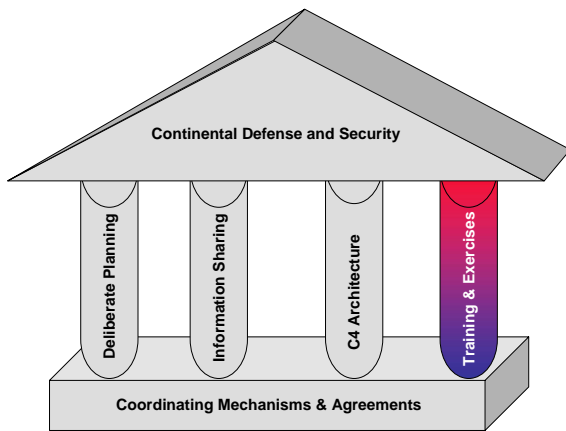 Continental Defense and Security
Deliberate Planning
Information Sharing
C4 Architecture
Training & Exercises
Coordinating Mechanisms & Agreements